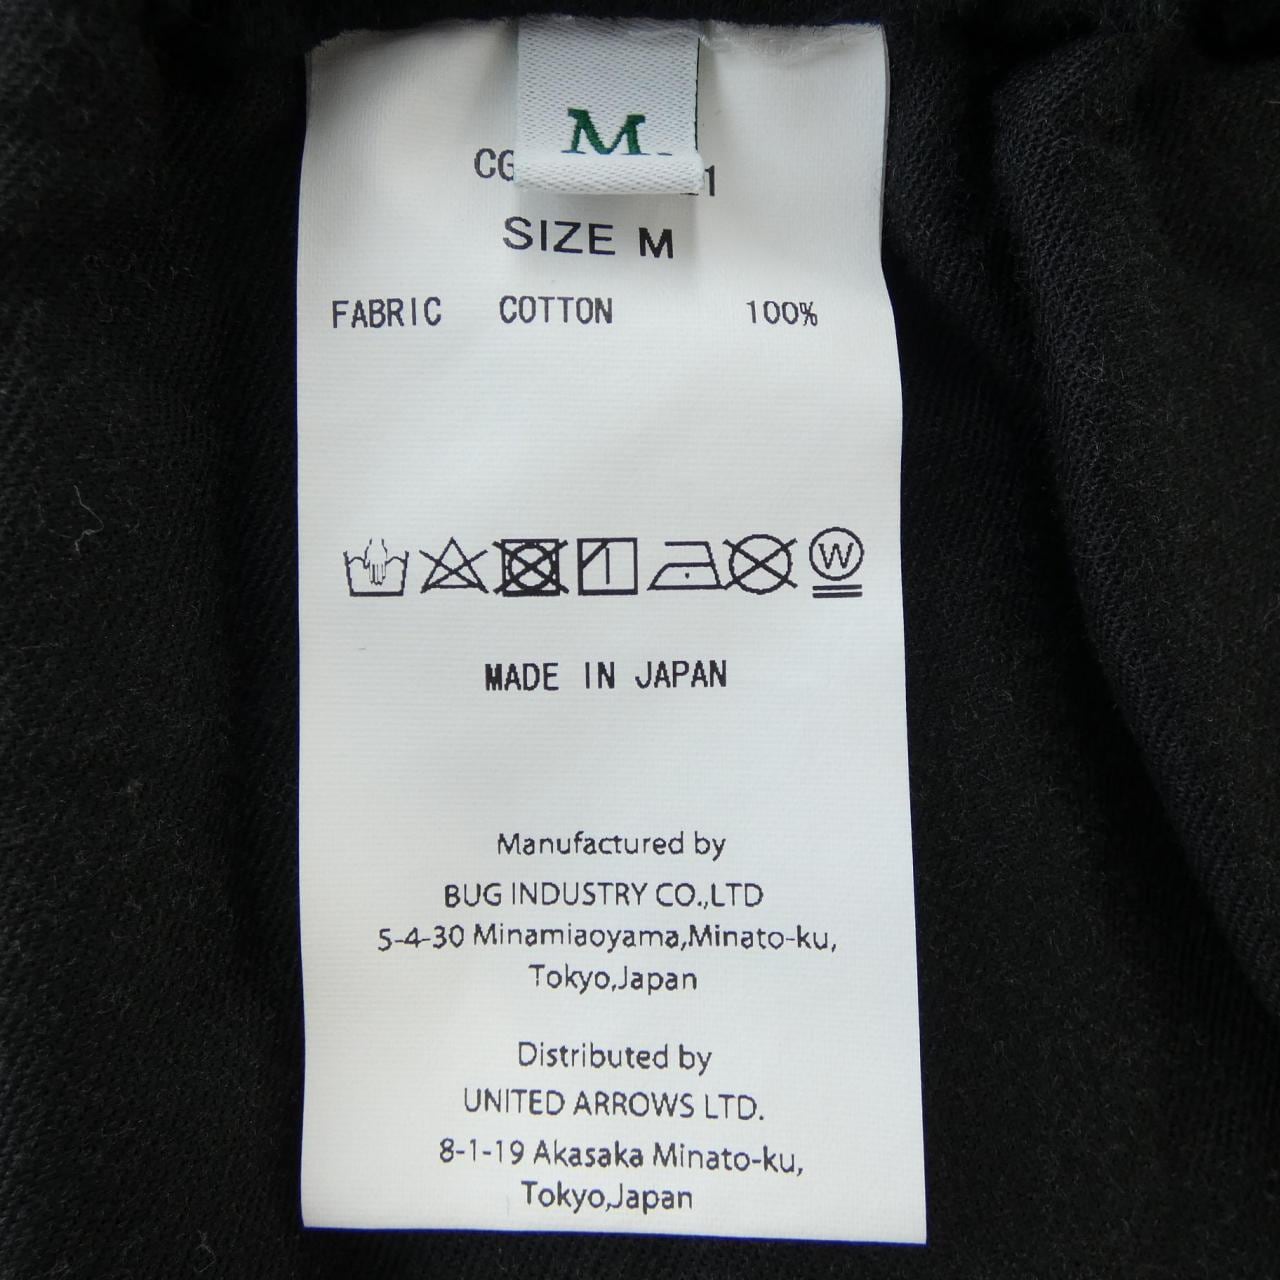 M
SIZE M
FABRIC COTTON 100%
W
MADE IN JAPAN
Manufactured by
BUG INDUSTRY CO.,LTD
5-4-30 Minamiaoyama,Minato-ku,
Tokyo,Japan
Distributed by
UNITED ARROWS LTD.
8-1-19 Akasaka Minato-ku,
Tokyo,Japan